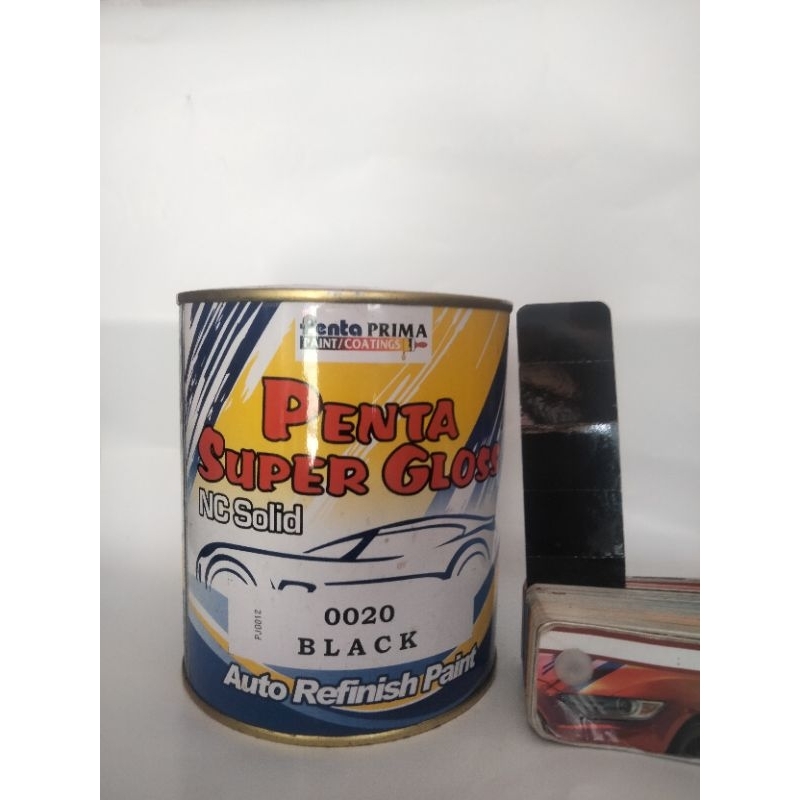 Penta PRIMA
PAINT/COATINGS
PENTA
SUPER GLOSS
NC Solid
0020
BLACK
PJ0012
Auto Refinish Paint